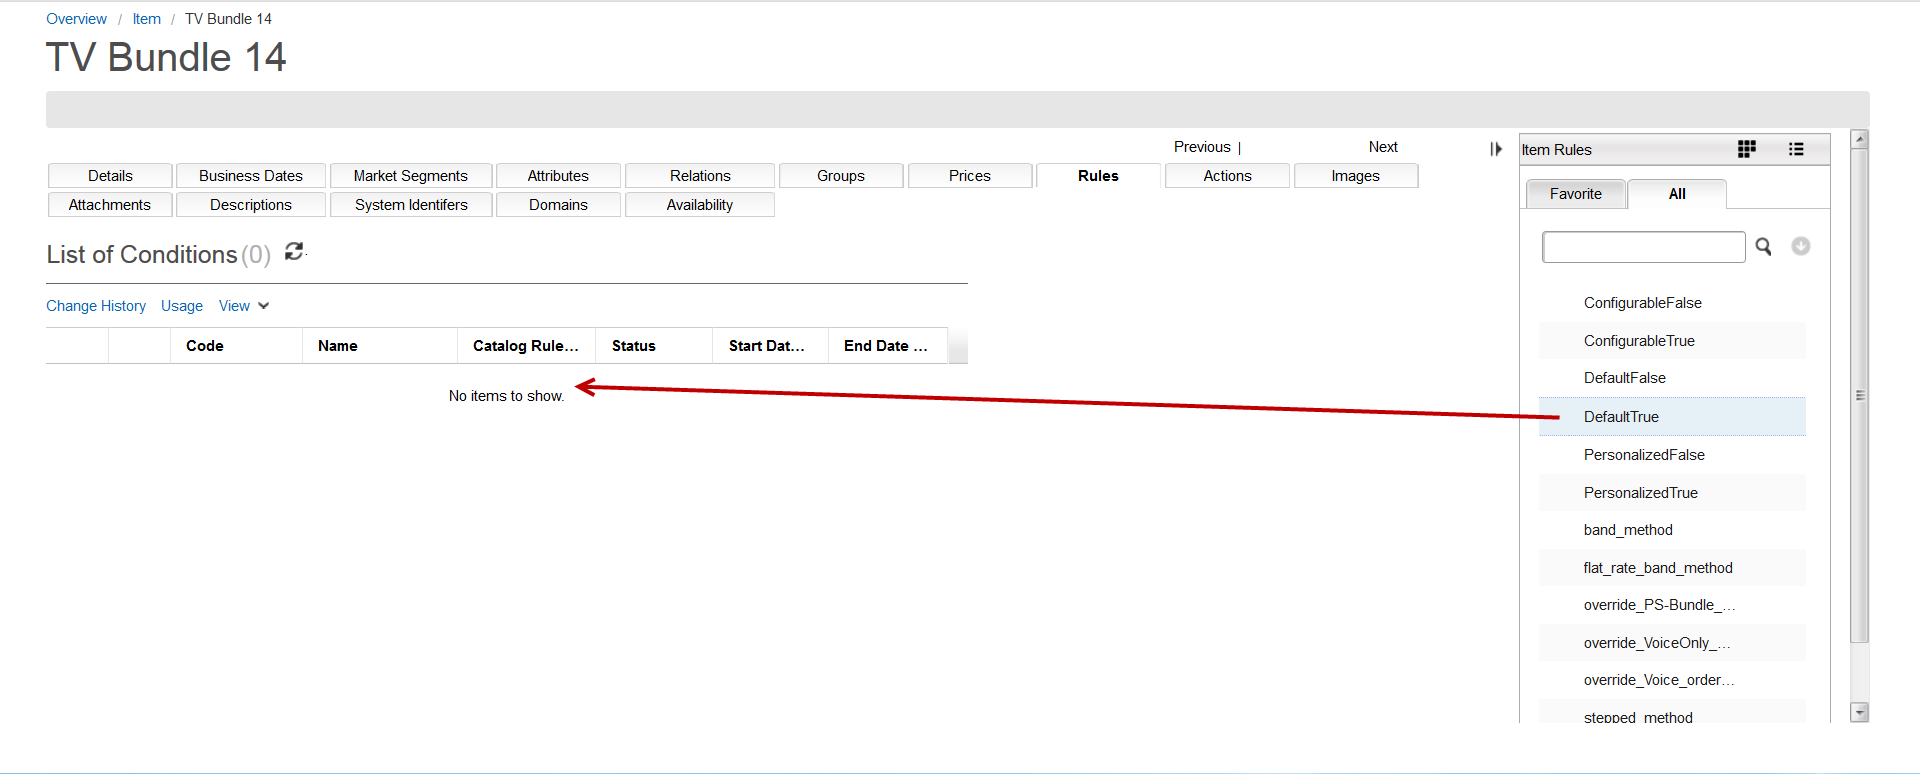 Overview / Item / TV Bundle 14
TV Bundle 14
Previous | Next
Details Business Dates Market Segments Attributes Relations Groups Prices Rules Actions Images
Attachments Descriptions System Identifers Domains Availability
List of Conditions (0)
Change History Usage View
Code Name Catalog Rule... Status Start Dat... End Date ...
No items to show.
Item Rules
Favorite All
ConfigurableFalse
ConfigurableTrue
DefaultFalse
DefaultTrue
PersonalizedFalse
PersonalizedTrue
band_method
flat_rate_band_method
override_PS-Bundle_...
override_VoiceOnly_...
override_Voice_order...
stepped_method